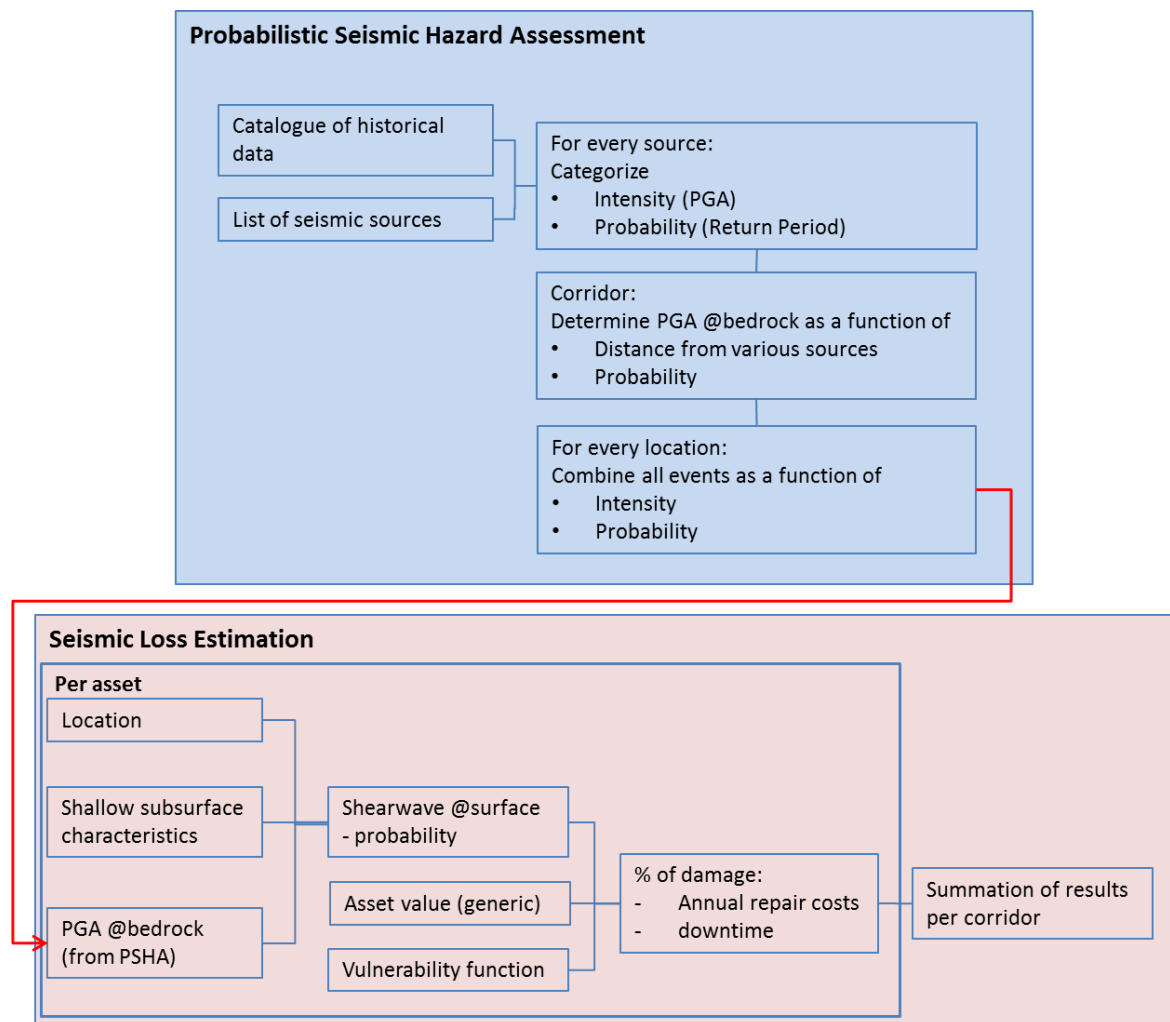 Probabilistic Seismic Hazard Assessment
Catalogue of historical
data
List of seismic sources
For every source:
Categorize
• Intensity (PGA)
• Probability (Return Period)
Corridor:
Determine PGA @bedrock as a function of
• Distance from various sources
• Probability
For every location:
Combine all events as a function of
• Intensity
• Probability
Seismic Loss Estimation
Per asset
Location
Shallow subsurface
characteristics
PGA @bedrock
(from PSHA)
Shearwave @surface
- probability
Asset value (generic)
Vulnerability function
% of damage:
- Annual repair costs
- downtime
Summation of results
per corridor